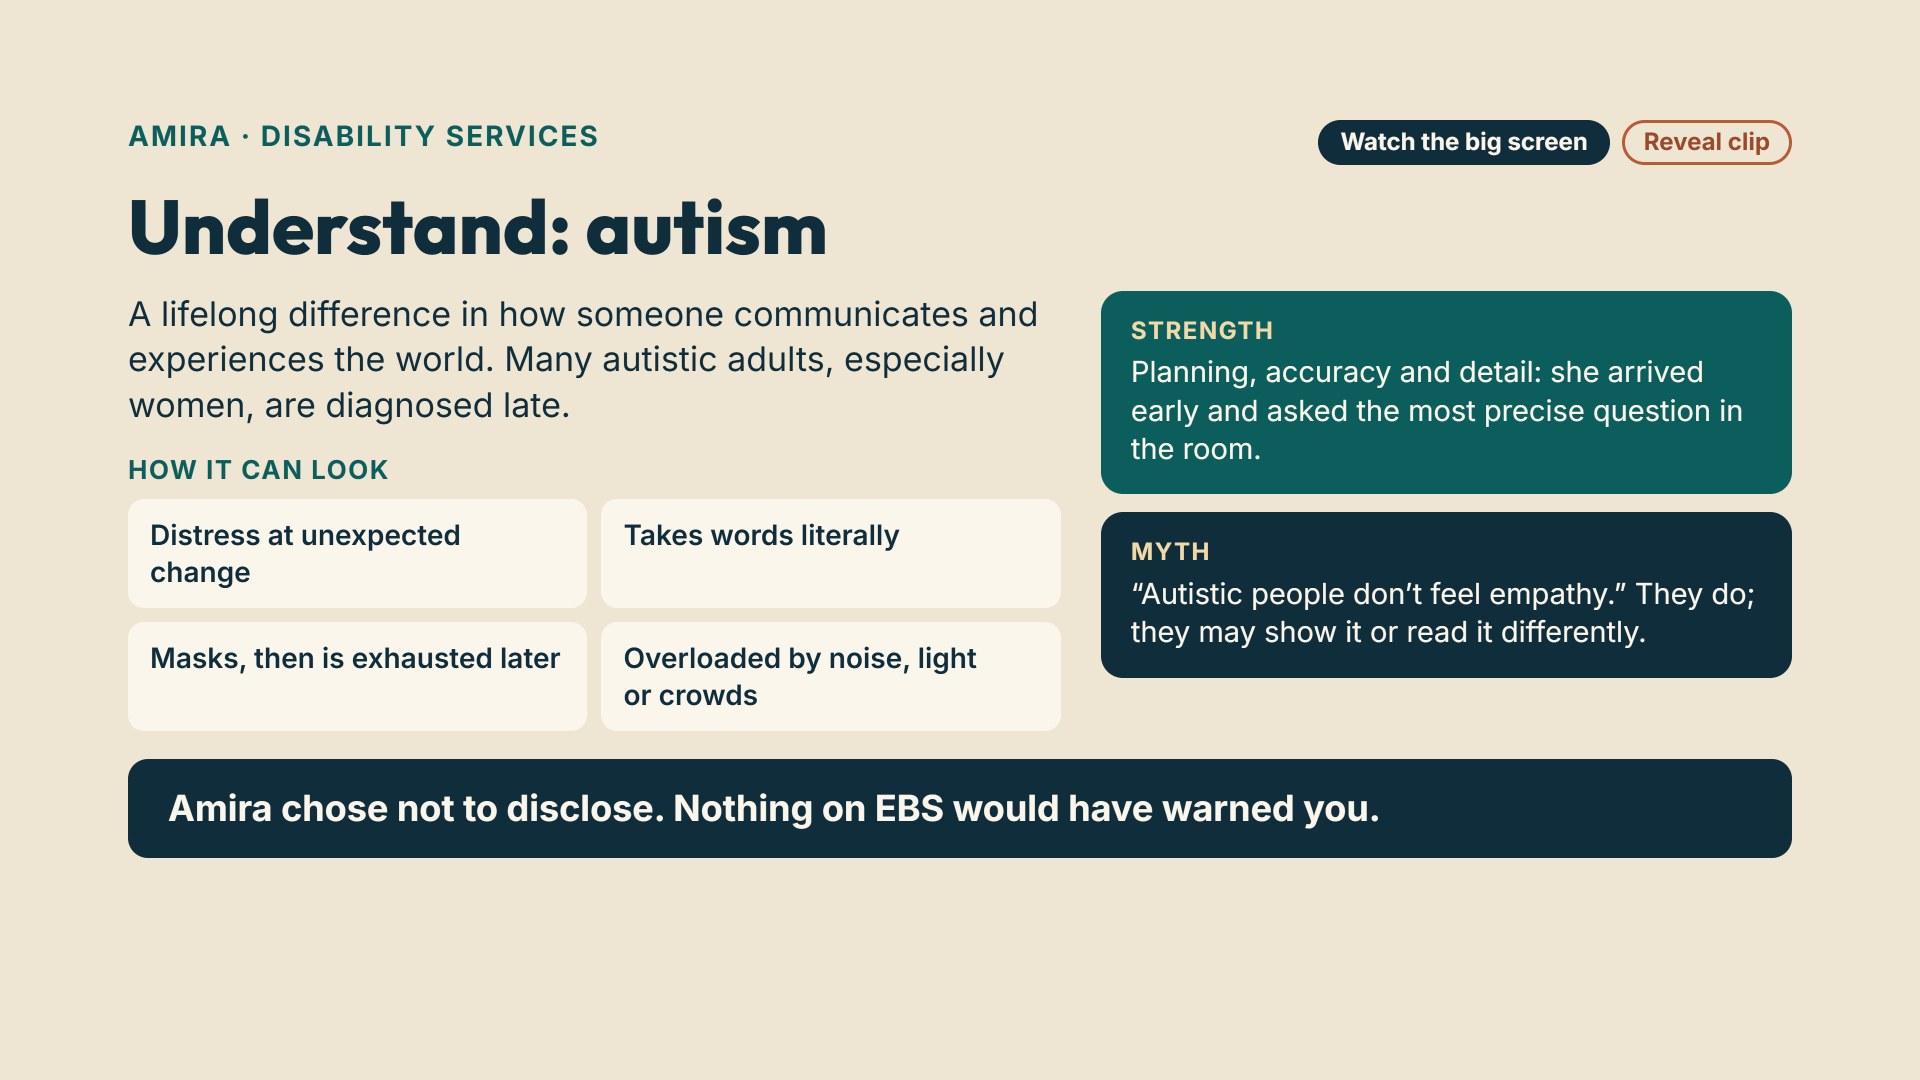 AMIRA · DISABILITY SERVICES
Watch the big screen
Reveal clip
Understand: autism
A lifelong difference in how someone communicates and
experiences the world. Many autistic adults, especially
women, are diagnosed late.
HOW IT CAN LOOK
Distress at unexpected
change
Takes words literally
Masks, then is exhausted later
Overloaded by noise, light
or crowds
STRENGTH
Planning, accuracy and detail: she arrived
early and asked the most precise question in
the room.
MYTH
“Autistic people don’t feel empathy.” They do;
they may show it or read it differently.
Amira chose not to disclose. Nothing on EBS would have warned you.